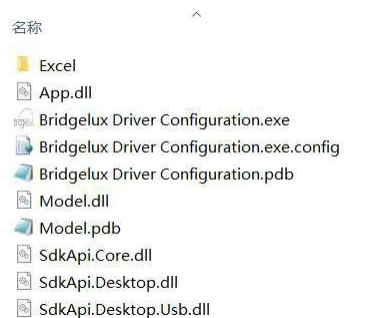 名称
Excel
App.dll
Bridgelux Driver Configuration.exe
Bridgelux Driver Configuration.exe.config
Bridgelux Driver Configuration.pdb
Model.dll
Model.pdb
SdkApi.Core.dll
SdkApi.Desktop.dll
SdkApi.Desktop.Usb.dll